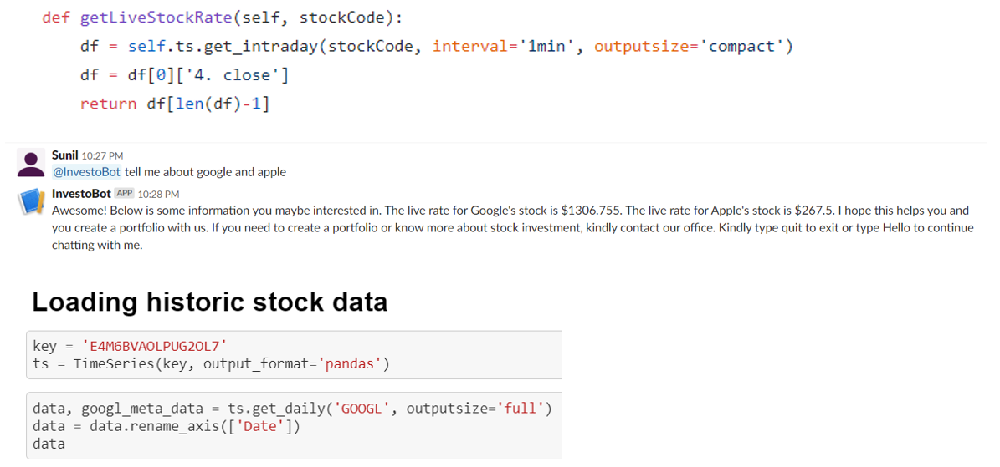 def getLiveStockRate(self, stockCode):
    df = self.ts.get_intraday(stockCode, interval='1min', outputsize='compact')
    df = df[0]['4. close']
    return df[len(df)-1]
Sunil 10:27 PM
@InvestoBot tell me about google and apple
InvestoBot APP 10:28 PM
Awesome! Below is some information you maybe interested in. The live rate for Google's stock is $1306.755. The live rate for Apple's stock is $267.5. I hope this helps you and
you create a portfolio with us. If you need to create a portfolio or know more about stock investment, kindly contact our office. Kindly type quit to exit or type Hello to continue
chatting with me.
Loading historic stock data
key = 'E4M6BVAOLPUG2OL7'
ts = TimeSeries(key, output_format='pandas')
data, googl_meta_data = ts.get_daily('GOOGL', outputsize='full')
data = data.rename_axis(['Date'])
data